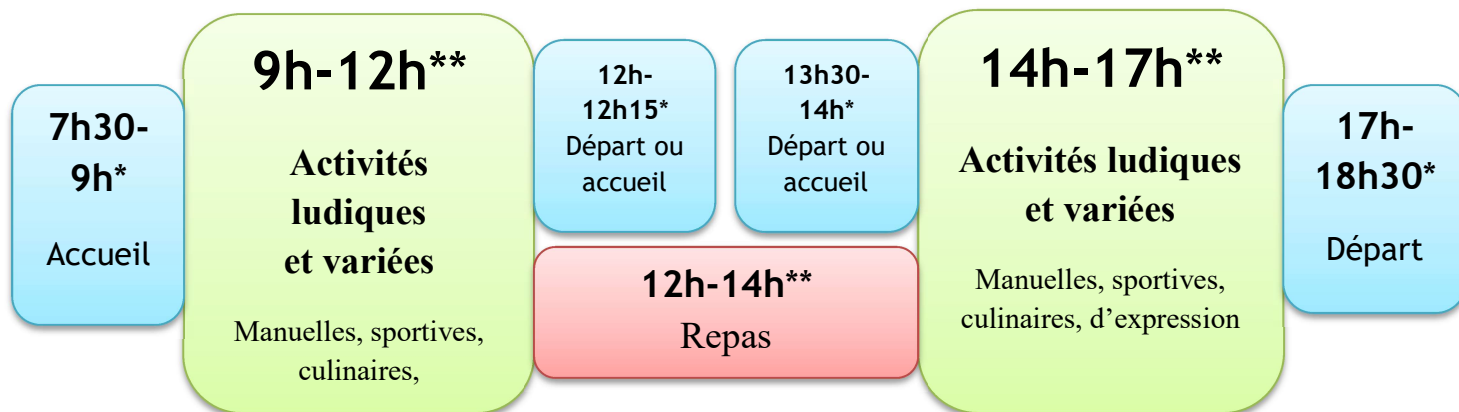 7h30-
9h*
Accueil
9h-12h**
Activités
ludiques
et variées
Manuelles, sportives,
culinaires,
12h-
12h15*
Départ ou
accueil
13h30-
14h*
Départ ou
accueil
12h-14h**
Repas
14h-17h**
Activités ludiques
et variées
Manuelles, sportives,
culinaires, d’expression
17h-
18h30*
Départ